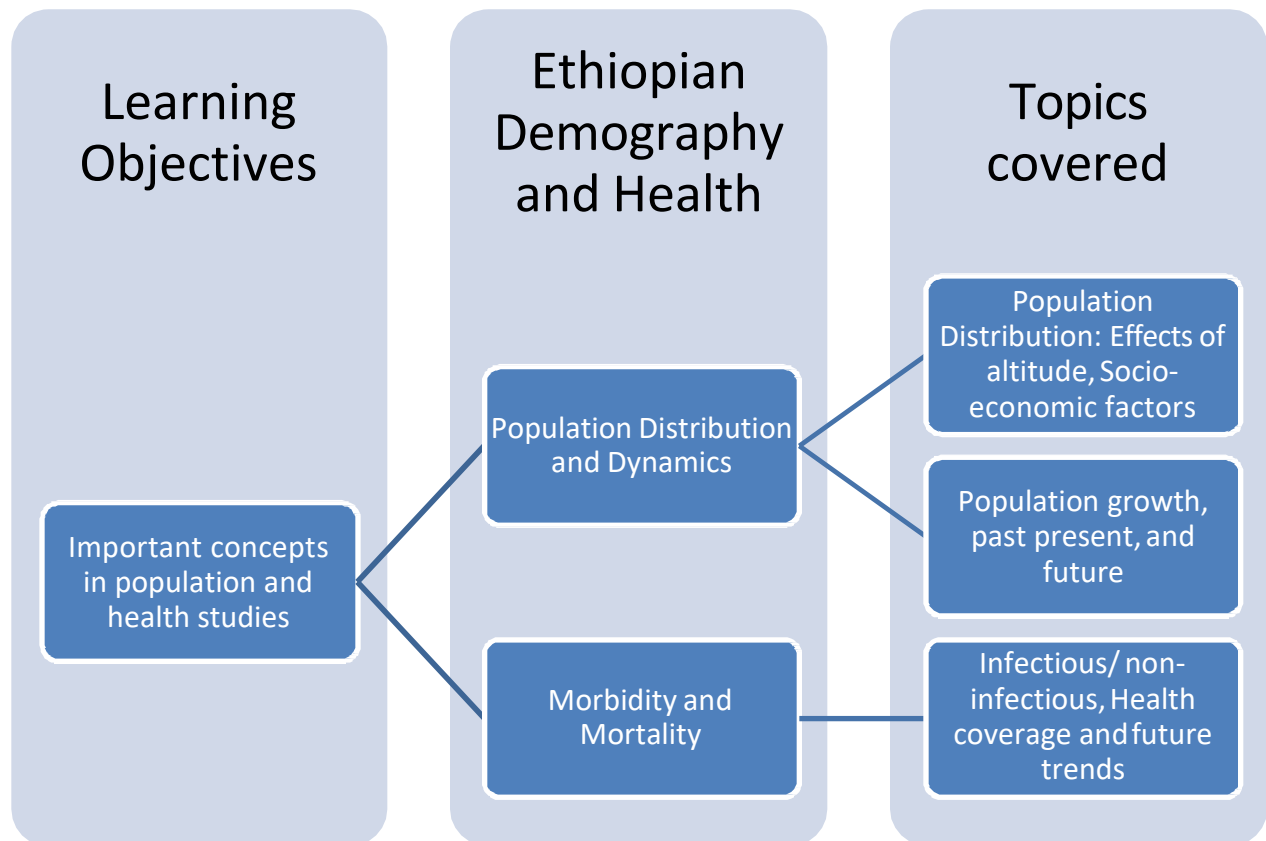 Learning
Objectives
Ethiopian
Demography
and Health
Topics
covered
Important concepts
in population and
health studies
Population Distribution
and Dynamics
Morbidity and
Mortality
Population
Distribution: Effects of
altitude, Socio-
economic factors
Population growth,
past present, and
future
Infectious/ non-
infectious, Health
coverage and future
trends